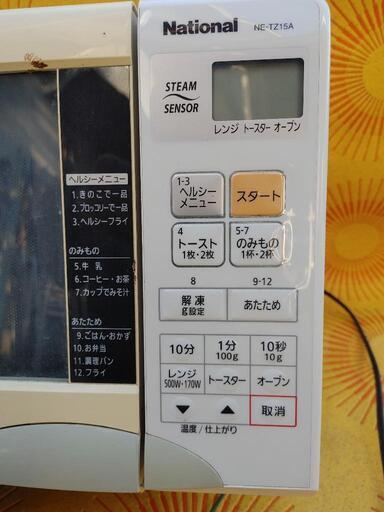 National NE-TZ15A
STEAM
SENSOR
レンジ トースター オーブン
ヘルシーメニュー
1.きのこで一品
2.ブロッコリーで一品
3.ヘルシーフライ
のみもの
5.牛 乳
6.コーヒー・お茶
7.カップでみそ汁
あたため
9.ごはん・おかず
10.お弁当
11.調理パン
12.フライ
1-3
ヘルシー
メニュー
スタート
4
トースト
1枚・2枚
5-7
のみもの
1杯・2杯
8
解凍
g設定
9-12
あたため
10分
1分
100g
10秒
10g
レンジ
500W・170W
トースター
オーブン
▼
▲
取消
温度/仕上がり